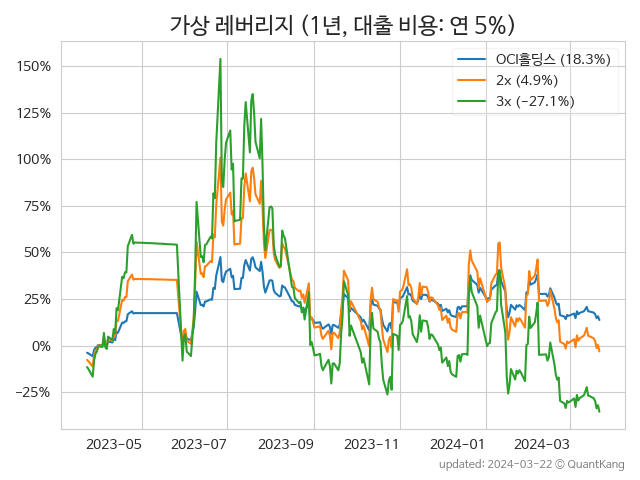 가상 레버리지 (1년, 대출 비용: 연 5%)
OCI홀딩스 (18.3%)
2x (4.9%)
3x (−27.1%)
150%
125%
100%
75%
50%
25%
0%
−25%
2023-05
2023-07
2023-09
2023-11
2024-01
2024-03
updated: 2024-03-22 © QuantKang